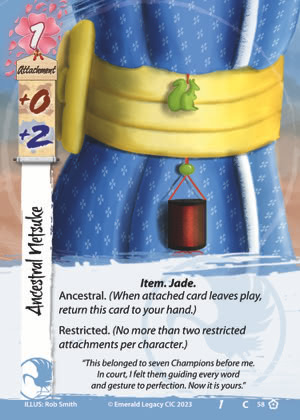 1
Attachment
+0
+2
Ancestral Netsuke
Item. Jade.
Ancestral. (When attached card leaves play,
return this card to your hand.)
Restricted. (No more than two restricted
attachments per character.)
"This belonged to seven Champions before me.
In court, I felt them guiding every word
and gesture to perfection. Now it is yours."
ILLUS: Rob Smith © Emerald Legacy CIC 2023 1 C 58